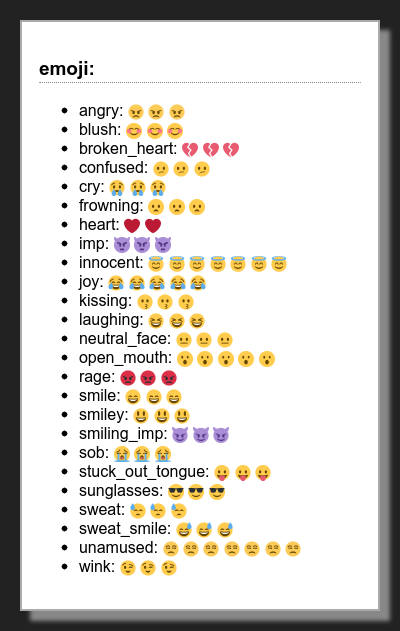 emoji:
angry: 😠 😠 😠
blush: 😊 😊 😊
broken_heart: 💔 💔 💔
confused: 😕 😕 😕
cry: 😢 😢 😢
frowning: 😦 😦 😦
heart: ❤ ❤
imp: 👿 👿 👿
innocent: 😇 😇 😇 😇 😇 😇 😇
joy: 😂 😂 😂 😂 😂
kissing: 😗 😗 😗
laughing: 😆 😆 😆
neutral_face: 😐 😐 😐
open_mouth: 😮 😮 😮 😮 😮
rage: 😡 😡 😡
smile: 😄 😄 😄
smiley: 😃 😃 😃
smiling_imp: 😈 😈 😈
sob: 😭 😭 😭
stuck_out_tongue: 😛 😛 😛
sunglasses: 😎 😎 😎
sweat: 😓 😓 😓
sweat_smile: 😅 😅 😅
unamused: 😒 😒 😒 😒 😒 😒 😒
wink: 😉 😉 😉